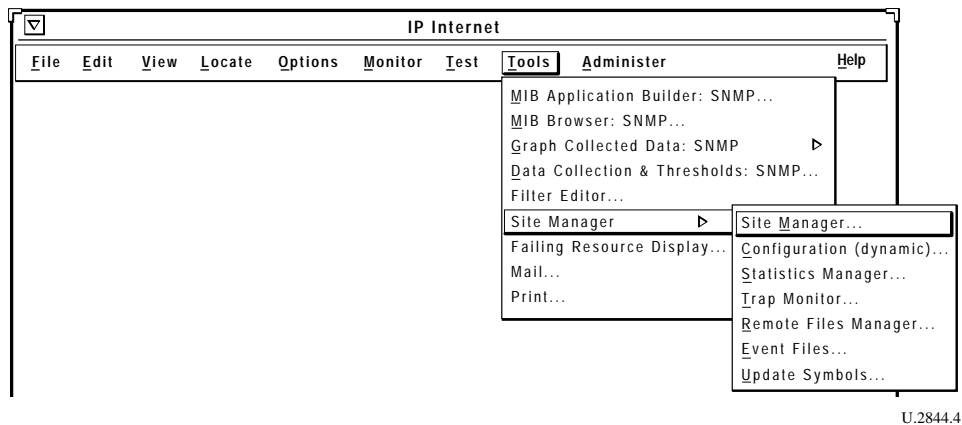 IP Internet
File Edit View Locate Options Monitor Test Tools Administer Help
MIB Application Builder: SNMP...
MIB Browser: SNMP...
Graph Collected Data: SNMP
Data Collection & Thresholds: SNMP...
Filter Editor...
Site Manager
Failing Resource Display...
Mail...
Print...
Site Manager...
Configuration (dynamic)...
Statistics Manager...
Trap Monitor...
Remote Files Manager...
Event Files...
Update Symbols...
U.2844.4